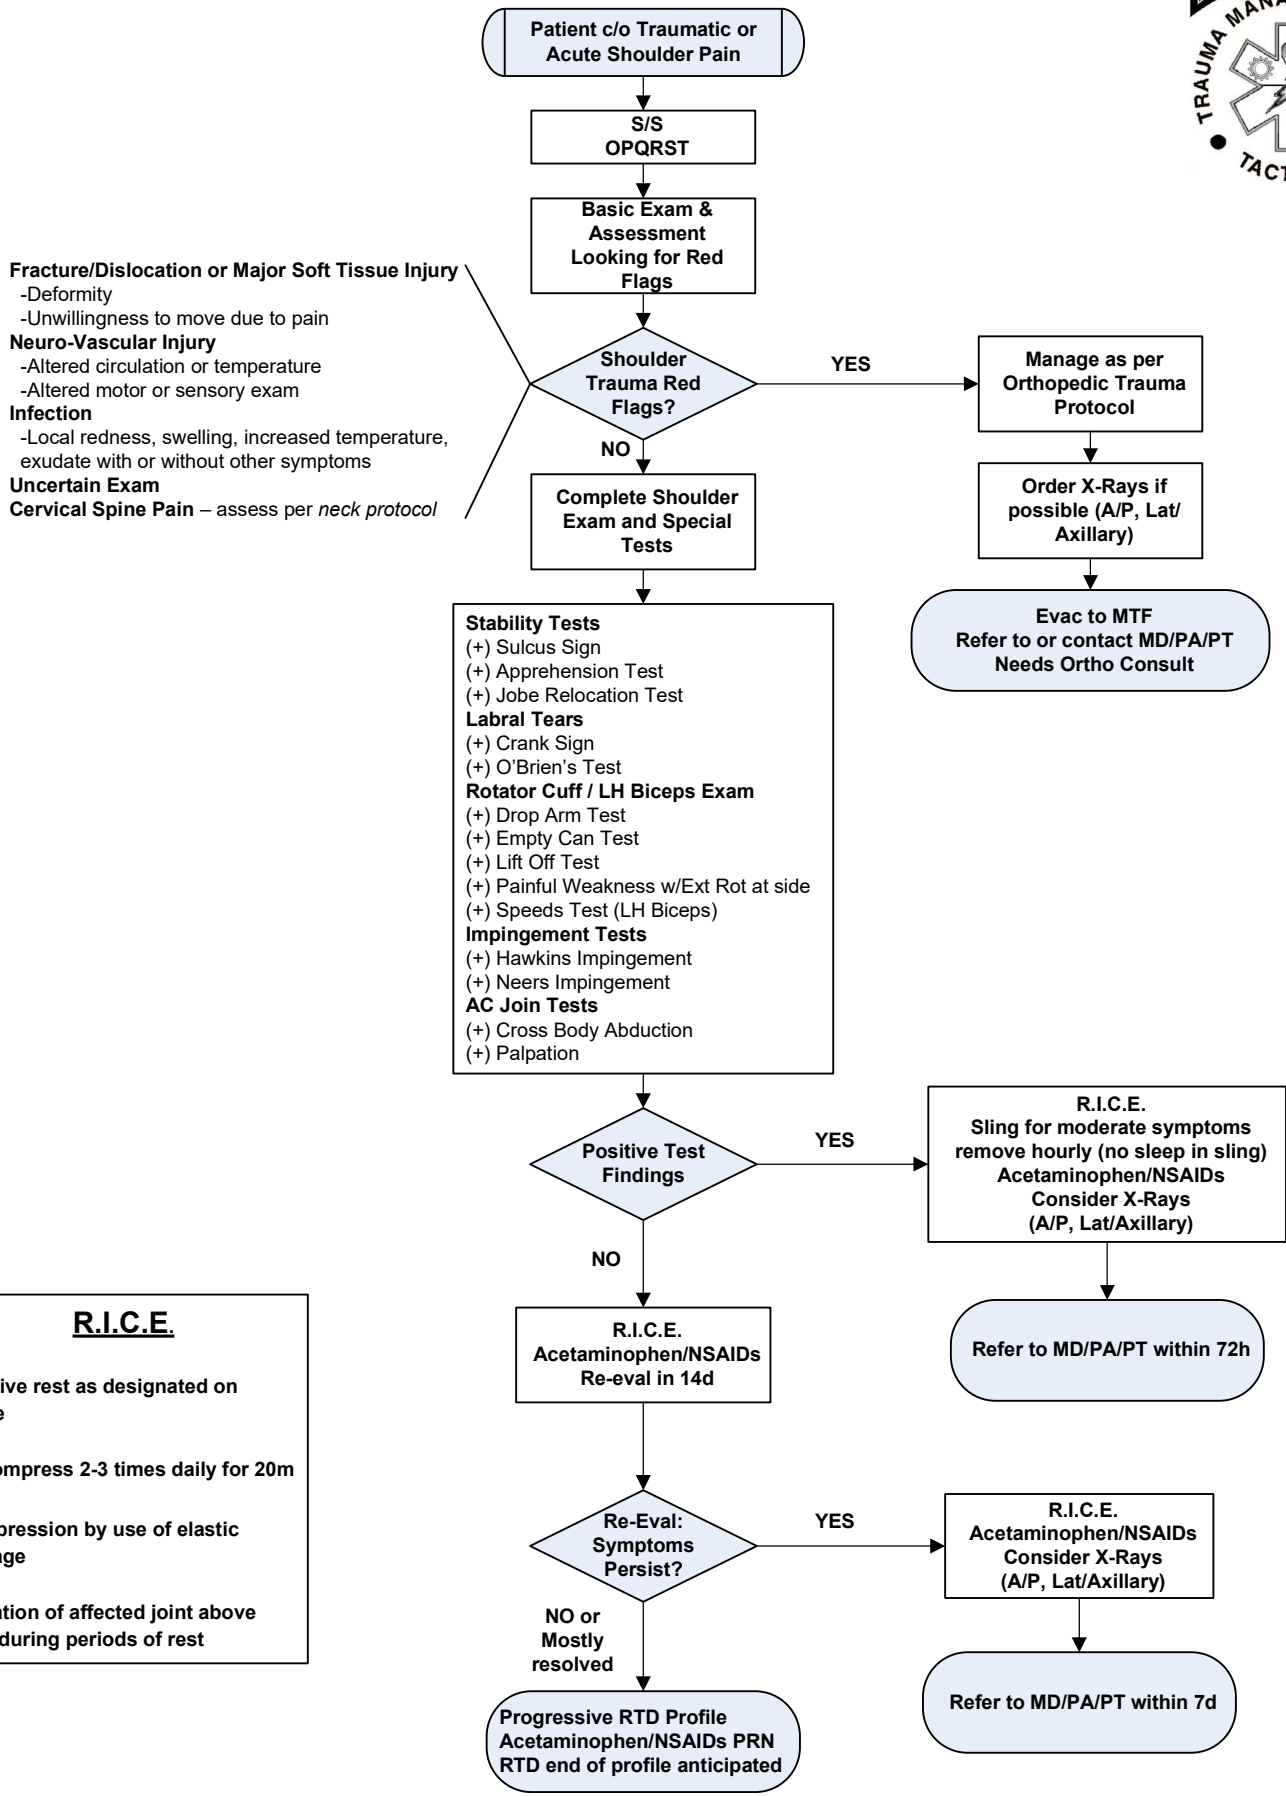 Patient c/o Traumatic or
Acute Shoulder Pain
TRAUMA
S/S
OPQRST
Basic Exam &
Assessment
Looking for Red
Flags
Fracture/Dislocation or Major Soft Tissue Injury
-Deformity
-Unwillingness to move due to pain
Neuro-Vascular Injury
-Altered circulation or temperature
-Altered motor or sensory exam
Infection
-Local redness, swelling, increased temperature,
exudate with or without other symptoms
Uncertain Exam
Cervical Spine Pain – assess per neck protocol
Shoulder
Trauma Red
Flags?
YES
Manage as per
Orthopedic Trauma
Protocol
NO
Order X-Rays if
possible (A/P, Lat/
Axillary)
Evac to MTF
Refer to or contact MD/PA/PT
Needs Ortho Consult
Complete Shoulder
Exam and Special
Tests
Stability Tests
(+) Sulcus Sign
(+) Apprehension Test
(+) Jobe Relocation Test
Labral Tears
(+) Crank Sign
(+) O'Brien's Test
Rotator Cuff / LH Biceps Exam
(+) Drop Arm Test
(+) Empty Can Test
(+) Lift Off Test
(+) Painful Weakness w/Ext Rot at side
(+) Speeds Test (LH Biceps)
Impingement Tests
(+) Hawkins Impingement
(+) Neers Impingement
AC Join Tests
(+) Cross Body Abduction
(+) Palpation
Positive Test
Findings
YES
R.I.C.E.
Sling for moderate symptoms
remove hourly (no sleep in sling)
Acetaminophen/NSAIDs
Consider X-Rays
(A/P, Lat/Axillary)
Refer to MD/PA/PT within 72h
NO
R.I.C.E.
Acetaminophen/NSAIDs
Re-eval in 14d
R.I.C.E.
rest as designated on
2-3 times daily for 20m
by use of elastic
of affected joint above
during periods of rest
Re-Eval:
Symptoms
Persist?
YES
R.I.C.E.
Acetaminophen/NSAIDs
Consider X-Rays
(A/P, Lat/Axillary)
Refer to MD/PA/PT within 7d
NO or
Mostly
resolved
Progressive RTD Profile
Acetaminophen/NSAIDs PRN
RTD end of profile anticipated